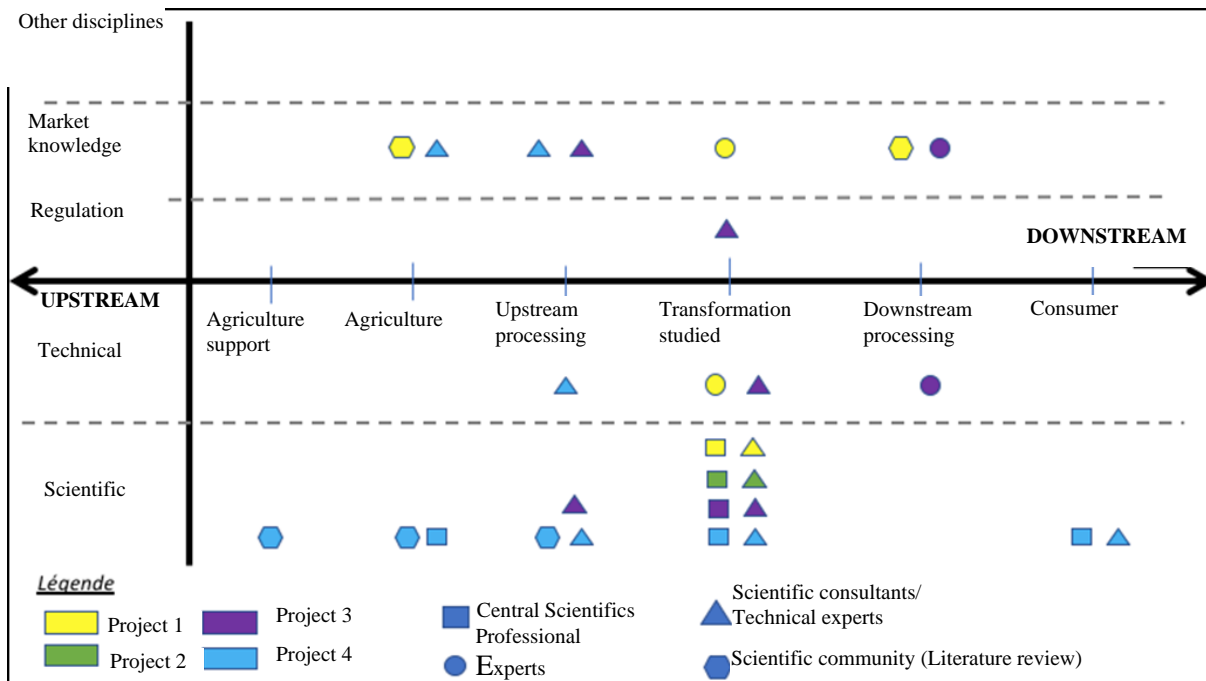 Other disciplines
Market
knowledge
Regulation
DOWNSTREAM
UPSTREAM
Agriculture
support
Agriculture
Upstream
processing
Transformation
studied
Downstream
processing
Consumer
Technical
Scientific
Légende
Project 1
Project 2
Project 3
Project 4
Central Scientifics
Professional
Experts
Scientific consultants/
Technical experts
Scientific community (Literature review)